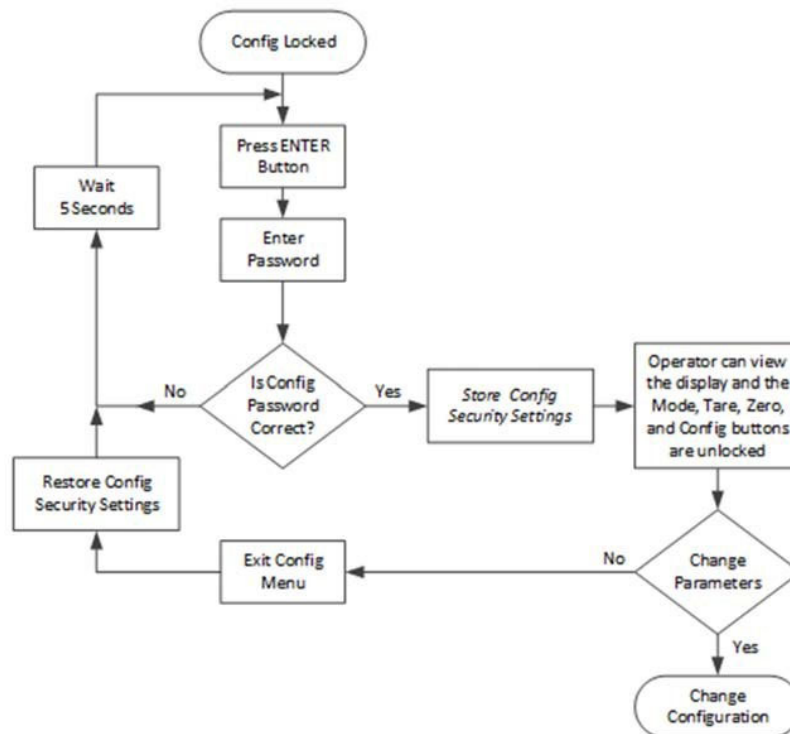 Config Locked
Press ENTER
Button
Wait
5 Seconds
Enter
Password
No
Is Config
Password
Correct?
Yes
Store Config
Security Settings
Operator can view
the display and the
Mode, Tare, Zero,
and Config buttons
are unlocked
Restore Config
Security Settings
Exit Config
Menu
No
Change
Parameters
Yes
Change
Configuration